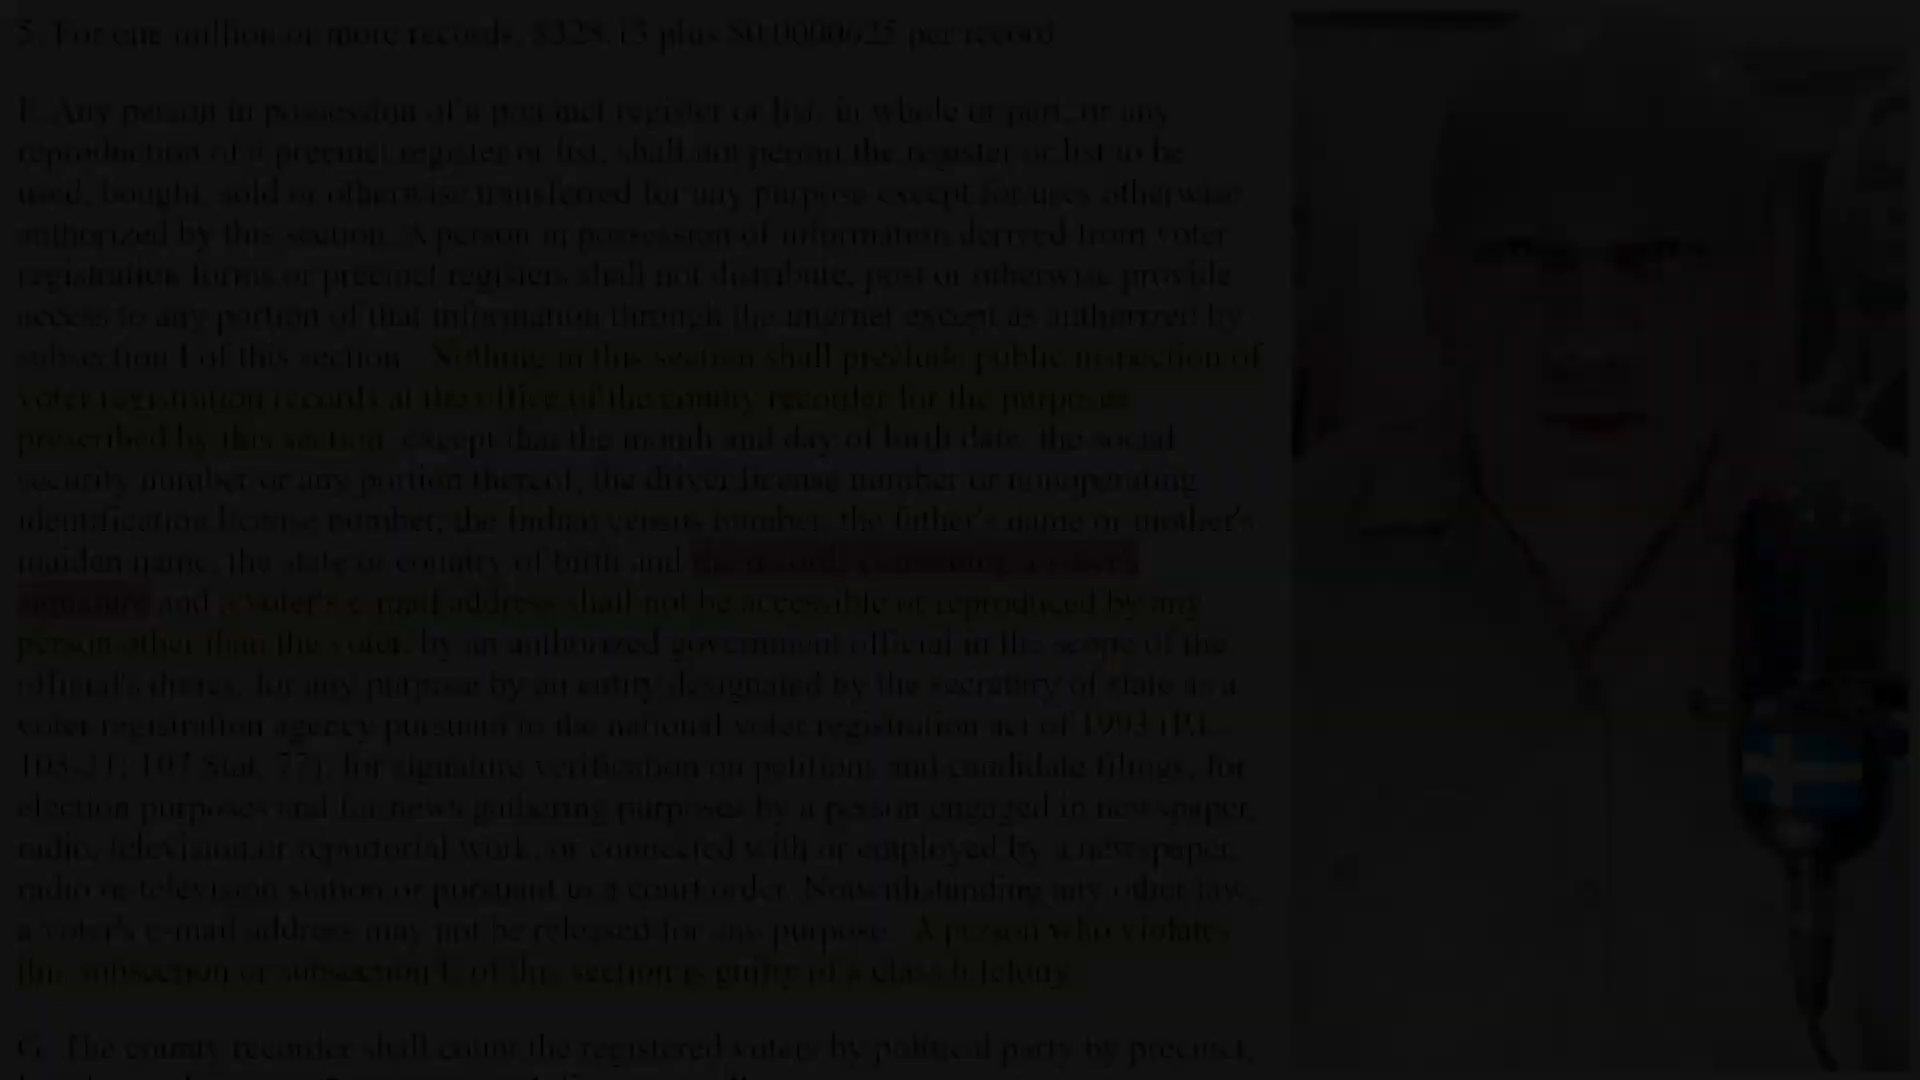 5. For one million or more records, $328.13 plus $0.0000625 per record.
F. Any person in possession of a precinct register or list, in whole or part, or any
reproduction of a precinct register or list, shall not permit the register or list to be
used, bought, sold or otherwise transferred for any purpose except for uses otherwise
authorized by this section. A person in possession of information derived from voter
registration forms or precinct registers shall not distribute, post or otherwise provide
access to any portion of that information through the internet except as authorized by
subsection I of this section. Nothing in this section shall preclude public inspection of
voter registration records at the office of the county recorder for the purposes
prescribed by this section, except that the month and day of birth date, the social
security number or any portion thereof, the driver license number or nonoperating
identification license number, the Indian census number, the father's name or mother's
maiden name, the state or country of birth and the records containing a voter's
signature and a voter's e-mail address shall not be accessible or reproduced by any
person other than the voter, by an authorized government official in the scope of the
official's duties, for any purpose by an entity designated by the secretary of state as a
voter registration agency pursuant to the national voter registration act of 1993 (P.L.
103-31; 107 Stat. 77), for signature verification on petitions and candidate filings, for
election purposes and for news gathering purposes by a person engaged in newspaper,
radio, television or reportorial work, or connected with or employed by a newspaper,
radio or television station or pursuant to a court order. Notwithstanding any other law,
a voter's e-mail address may not be released for any purpose. A person who violates
this subsection or subsection E of this section is guilty of a class 6 felony.
G. The county recorder shall count the registered voters by political party by precinct,